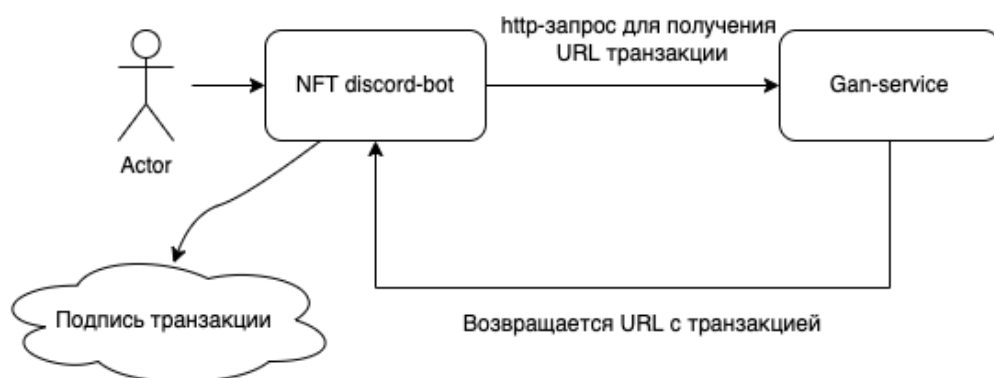 http-запрос для получения
URL транзакции
NFT discord-bot
Gan-service
Actor
Подпись транзакции
Возвращается URL с транзакцией